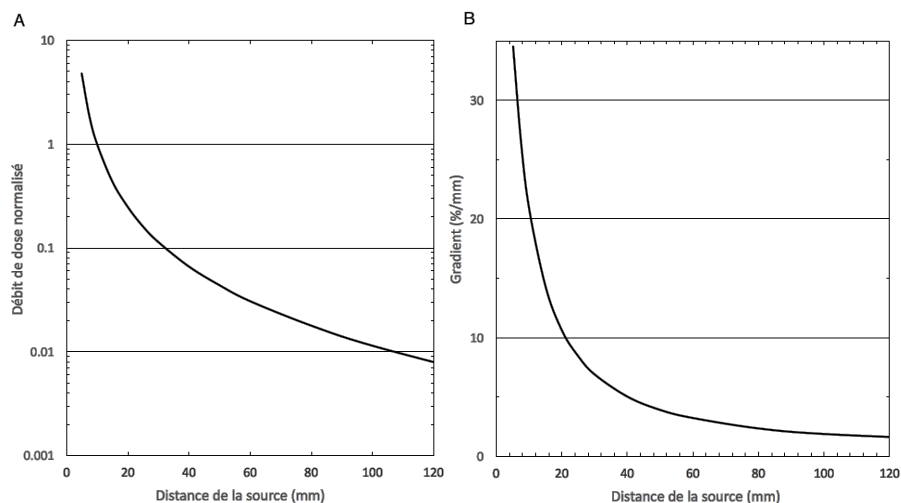 A
10
1
0.1
0.01
0.001
0 20 40 60 80 100 120
Débit de dose normalisé
Distance de la source (mm)
B
30
20
10
0
0 20 40 60 80 100 120
Gradient (%/mm)
Distance de la source (mm)